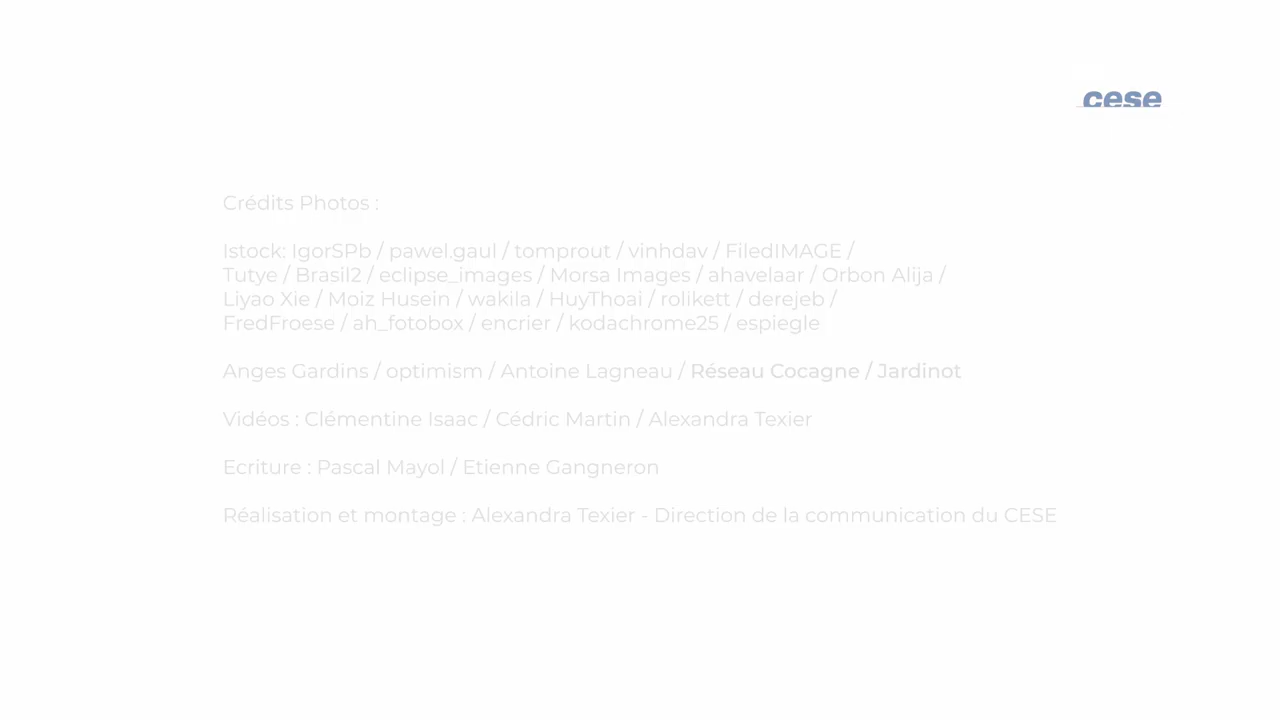 cese
Crédits Photos :
Istock: IgorSPb / pawel.gaul / tomprout / vinhdav / FiledIMAGE /
Tutye / Brasil2 / eclipse_images / Morsa Images / ahavelaar / Orbon Alija /
Liyao Xie / Moiz Husein / wakila / HuyThoai / rolikett / derejeb /
FredFroese / ah_fotobox / encrier / kodachrome25 / espiegle
Anges Gardins / optimism / Antoine Lagneau / Réseau Cocagne / Jardinot
Vidéos : Clémentine Isaac / Cédric Martin / Alexandra Texier
Ecriture : Pascal Mayol / Etienne Gangneron
Réalisation et montage : Alexandra Texier - Direction de la communication du CESE